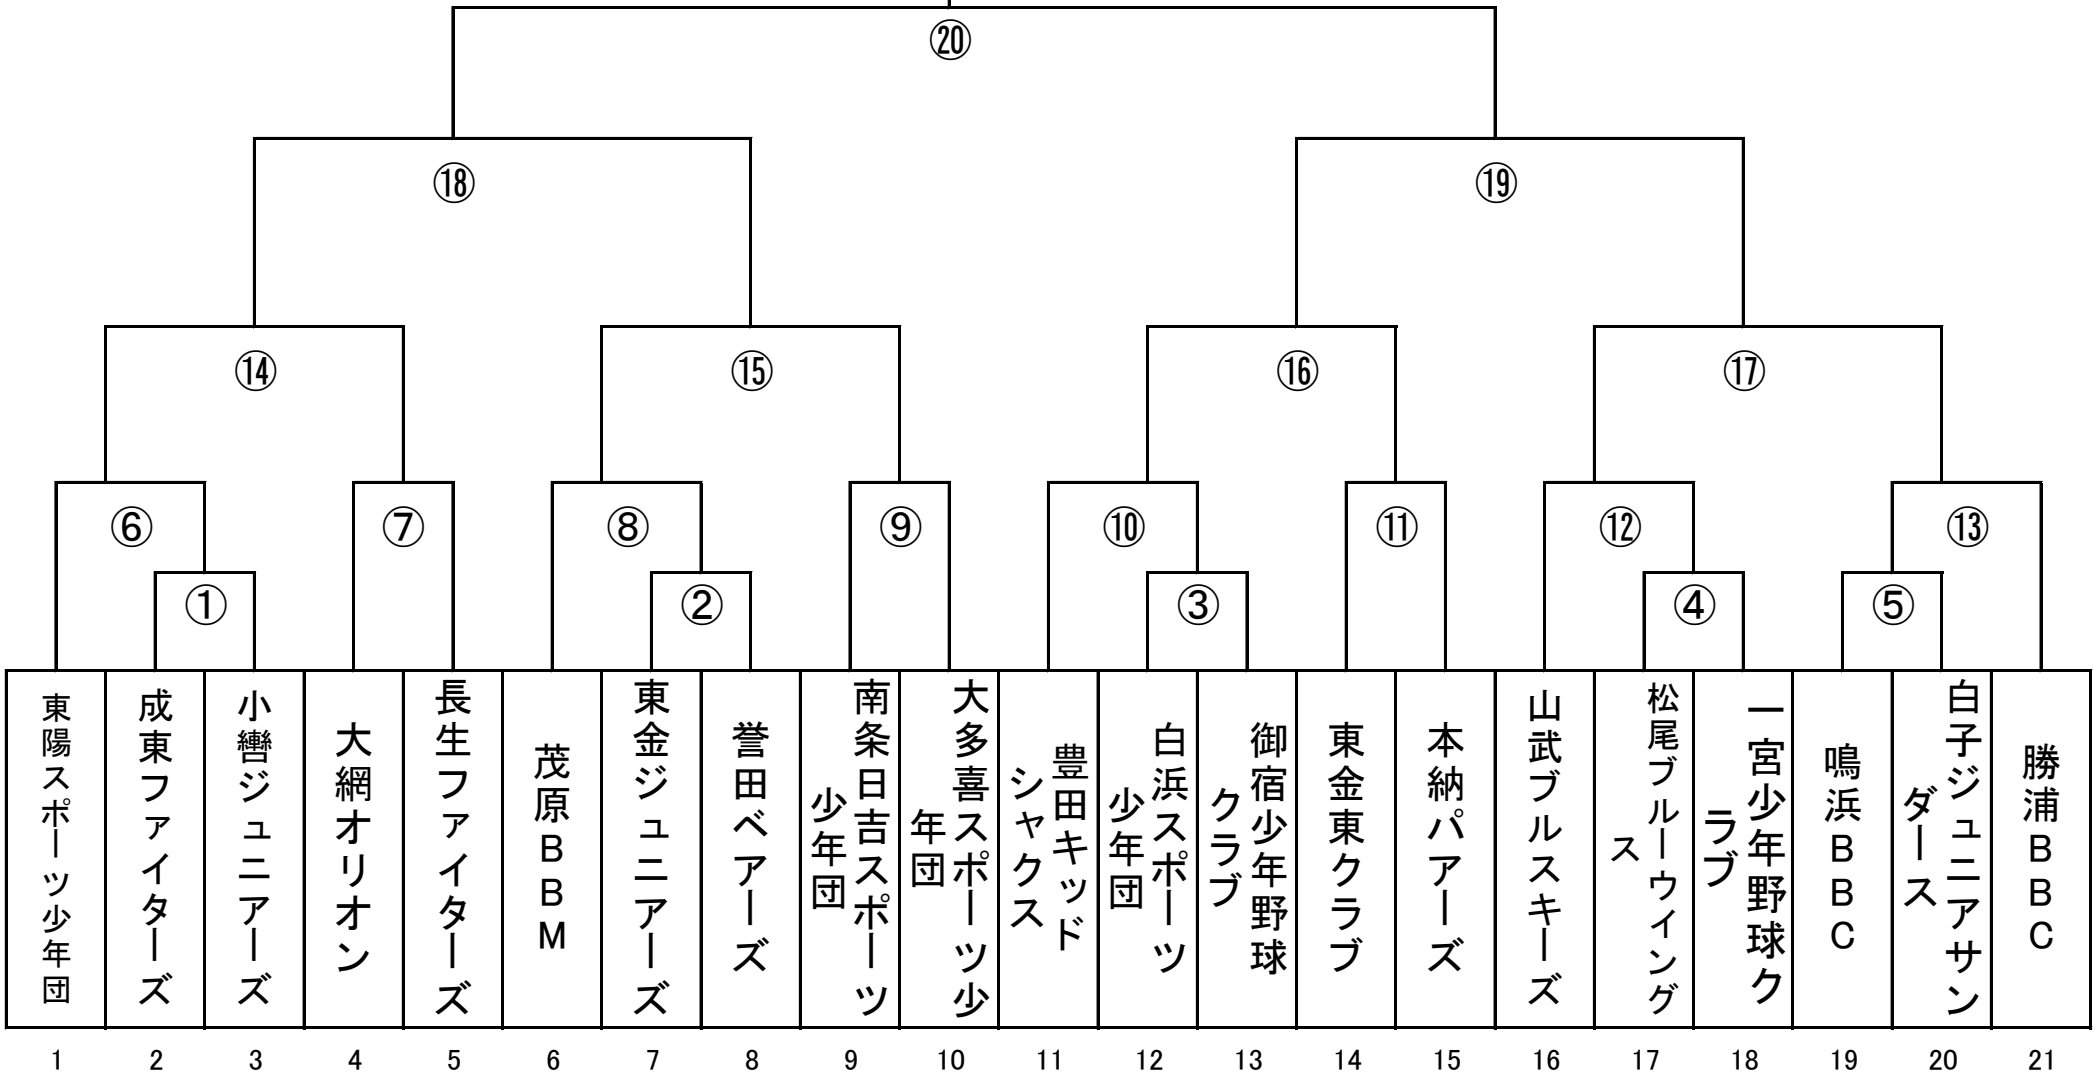 ⑳
⑱
⑲
⑭
⑮
⑯
⑰
⑥
⑦
⑧
⑨
⑩
⑪
⑫
⑬
①
②
③
④
⑤
東陽スポーツ少年団
成東ファイターズ
小轡ジュニアーズ
大網オリオン
長生ファイターズ
茂原BBM
東金ジュニアーズ
誉田ベアーズ
南条日吉スポーツ
少年団
大多喜スポーツ少
年団
豊田キッド
シャクス
白浜スポーツ
少年団
御宿少年野球
クラブ
東金東クラブ
本納パアーズ
山武ブルスキーズ
松尾ブルーウイング
ス
一宮少年野球ク
ラブ
鳴浜BBC
白子ジュニアサン
ダース
勝浦BBC
1 2 3 4 5 6 7 8 9 10 11 12 13 14 15 16 17 18 19 20 21